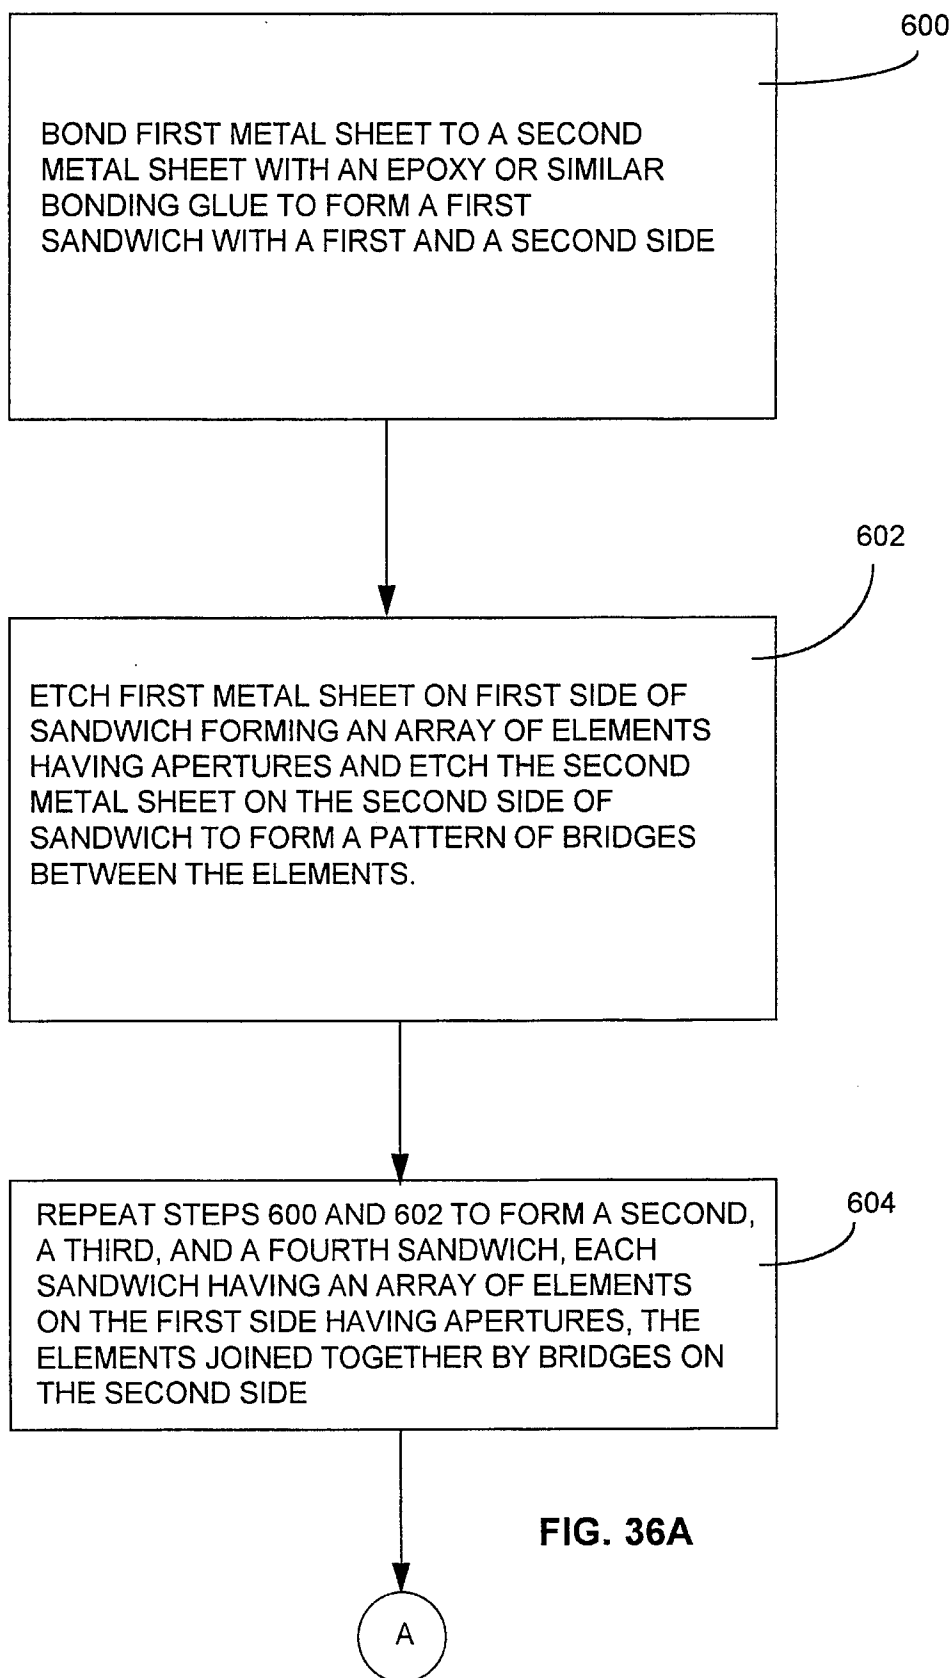 600
BOND FIRST METAL SHEET TO A SECOND
METAL SHEET WITH AN EPOXY OR SIMILAR
BONDING GLUE TO FORM A FIRST
SANDWICH WITH A FIRST AND A SECOND SIDE
602
ETCH FIRST METAL SHEET ON FIRST SIDE OF
SANDWICH FORMING AN ARRAY OF ELEMENTS
HAVING APERTURES AND ETCH THE SECOND
METAL SHEET ON THE SECOND SIDE OF
SANDWICH TO FORM A PATTERN OF BRIDGES
BETWEEN THE ELEMENTS.
604
REPEAT STEPS 600 AND 602 TO FORM A SECOND,
A THIRD, AND A FOURTH SANDWICH, EACH
SANDWICH HAVING AN ARRAY OF ELEMENTS
ON THE FIRST SIDE HAVING APERTURES, THE
ELEMENTS JOINED TOGETHER BY BRIDGES ON
THE SECOND SIDE
FIG. 36A
A